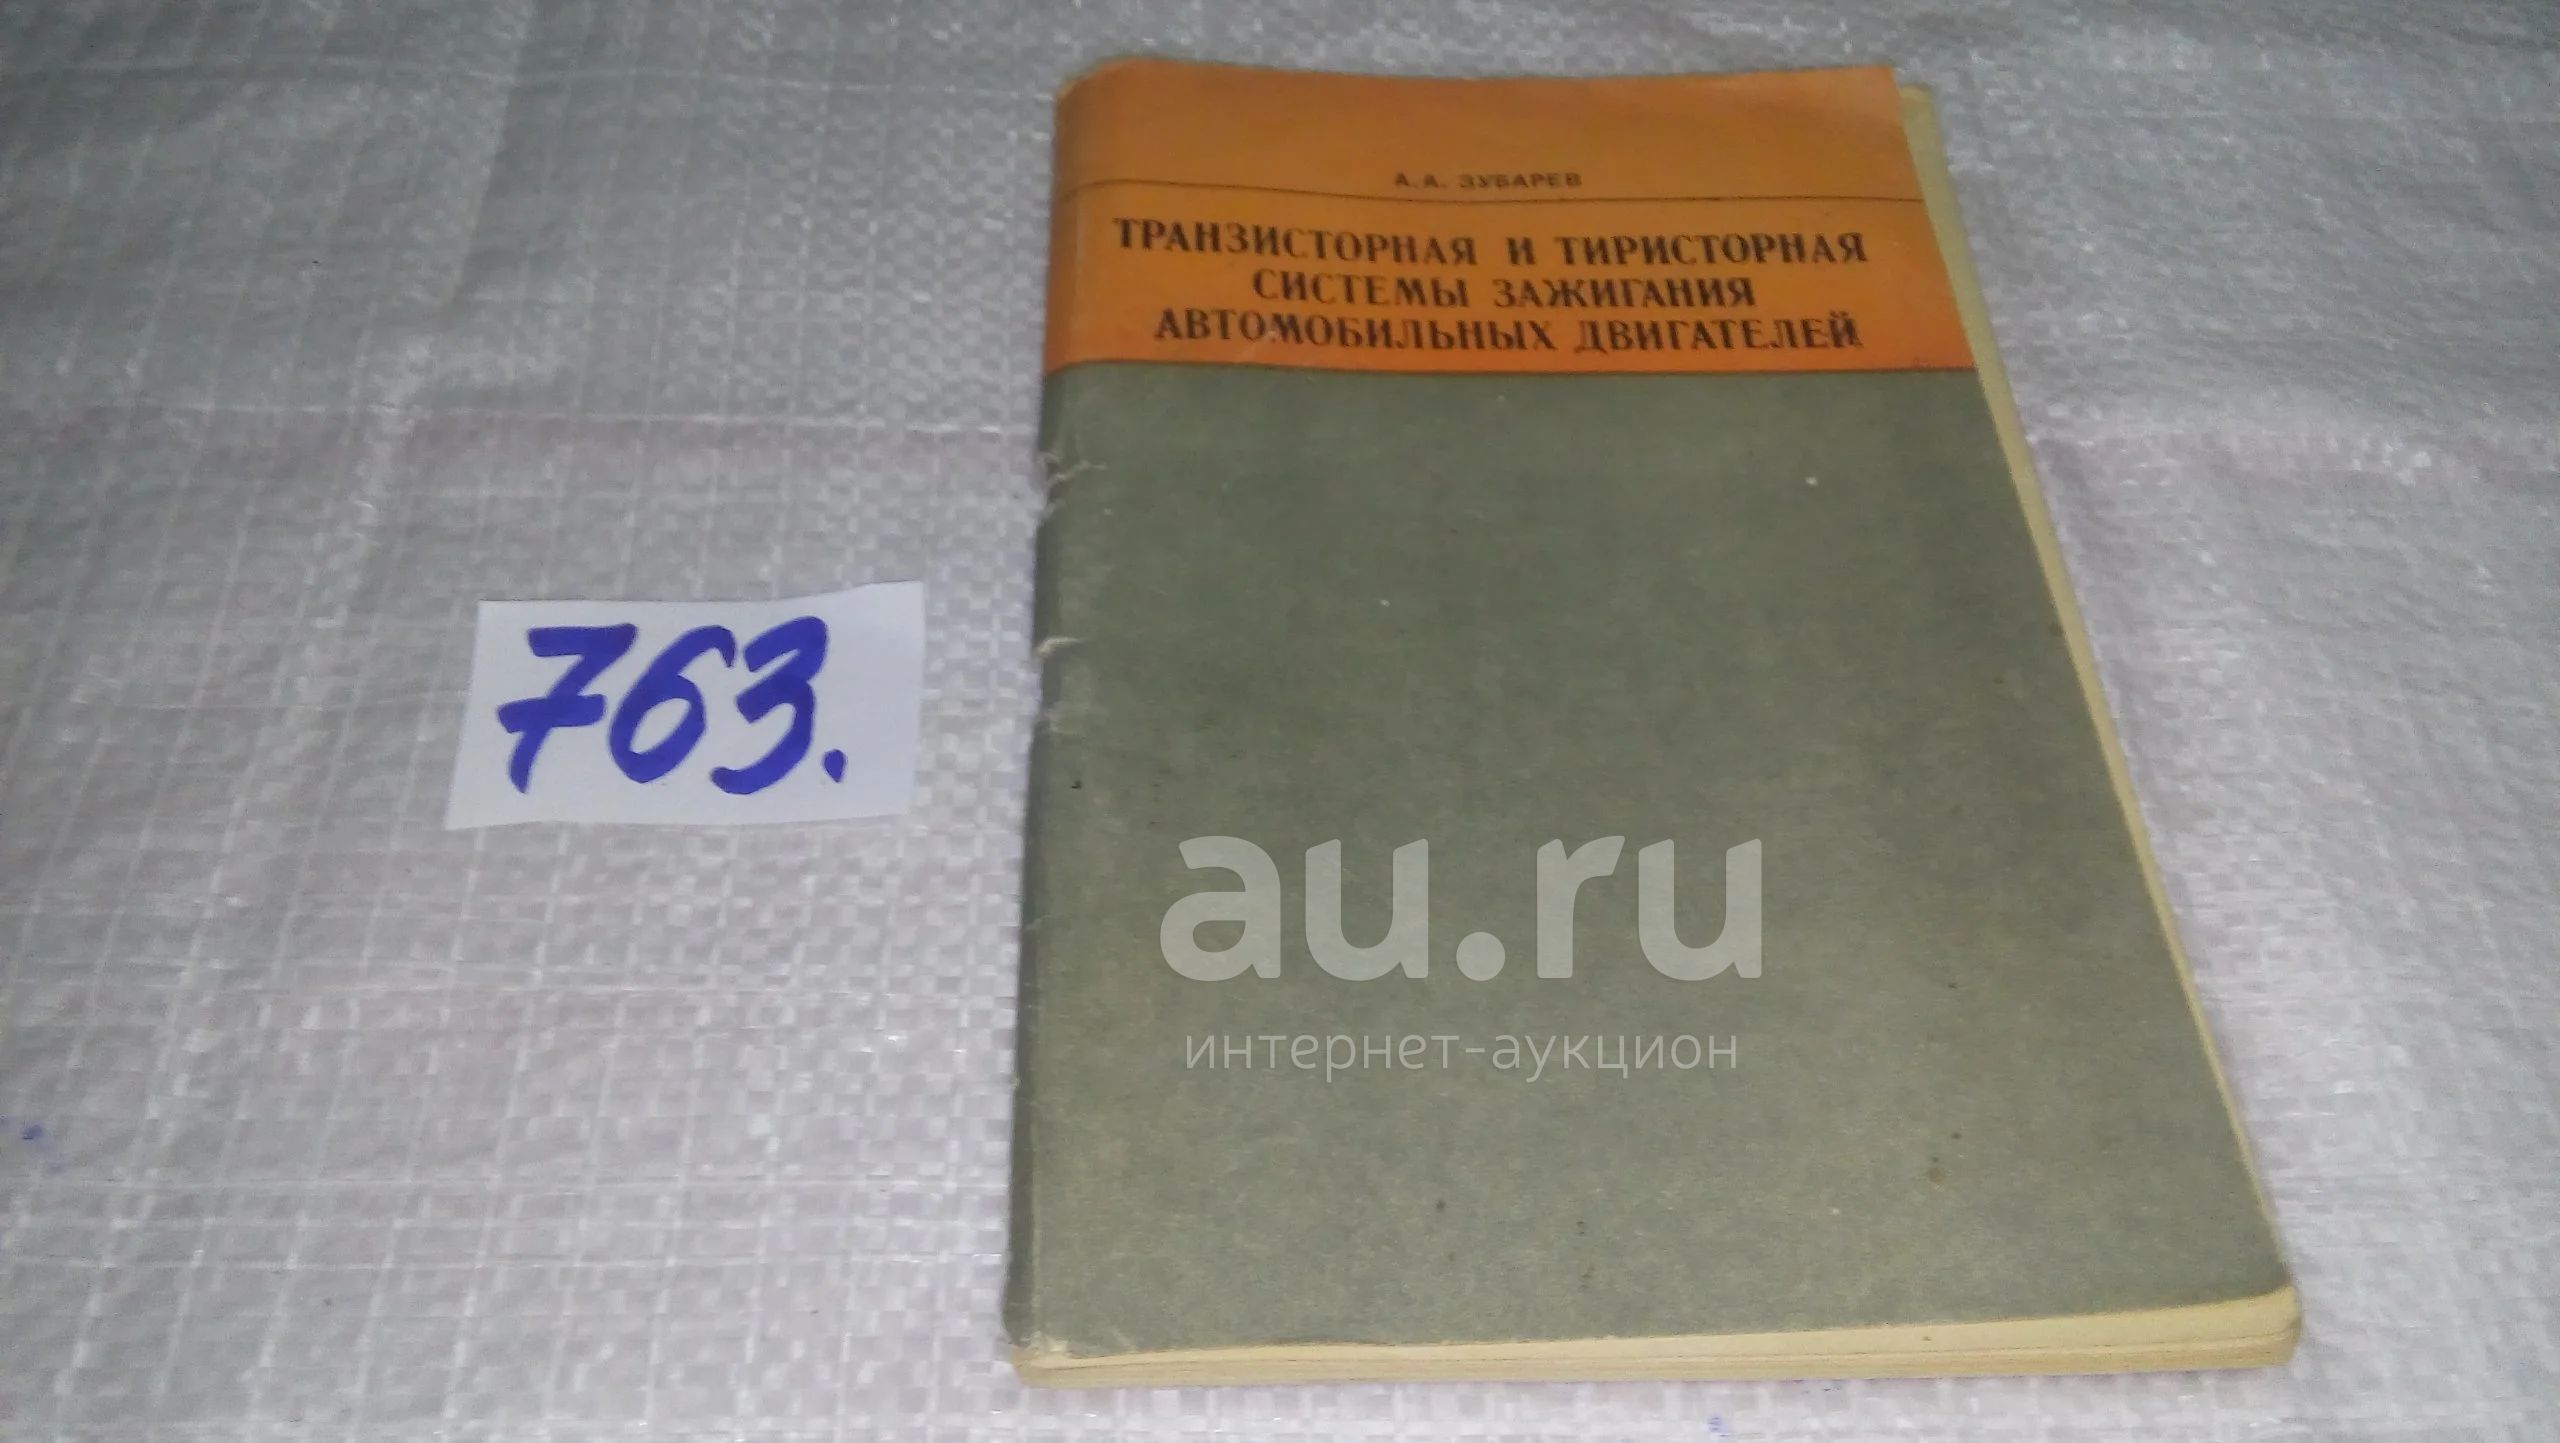 А. А. ЗУБАРЕВ
ТРАНЗИСТОРНАЯ И ТИРИСТОРНАЯ
СИСТЕМЫ ЗАЖИГАНИЯ
АВТОМОБИЛЬНЫХ ДВИГАТЕЛЕЙ
763.
au.ru
интернет-аукцион